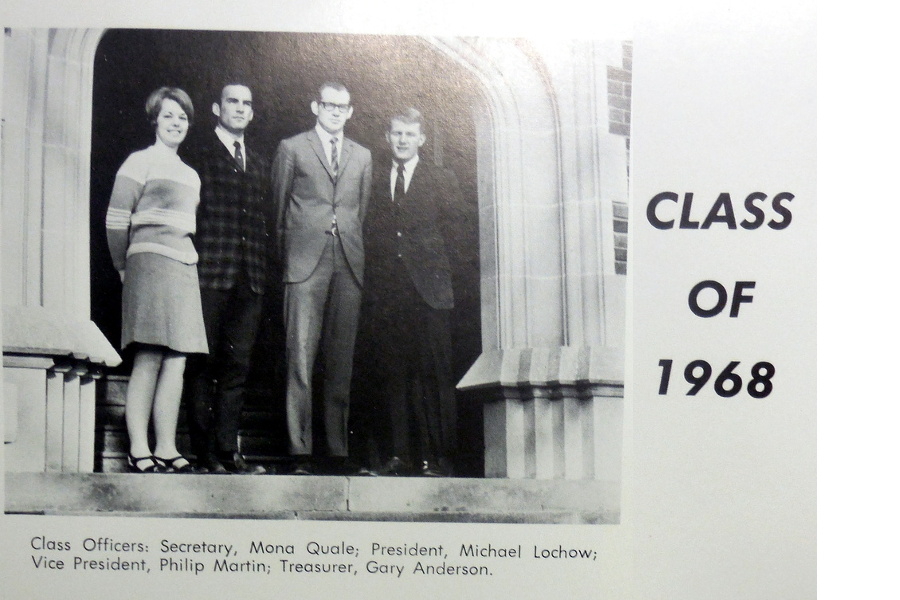 CLASS
OF
1968
Class Officers: Secretary, Mona Quale; President, Michael Lochow;
Vice President, Philip Martin; Treasurer, Gary Anderson.